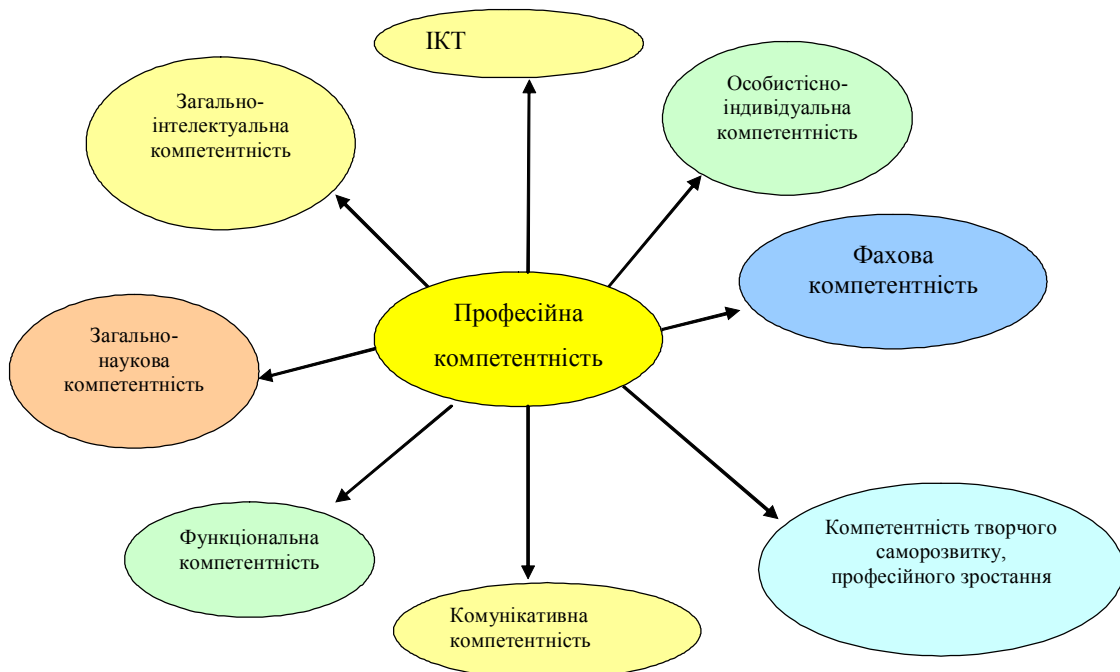 ІКТ
Загально-
інтелектуальна
компетентність
Особистісно-
індивідуальна
компетентність
Фахова
компетентність
Професійна
компетентність
Загально-
наукова
компетентність
Функціональна
компетентність
Компетентність творчого
саморозвитку,
професійного зростання
Комунікативна
компетентність